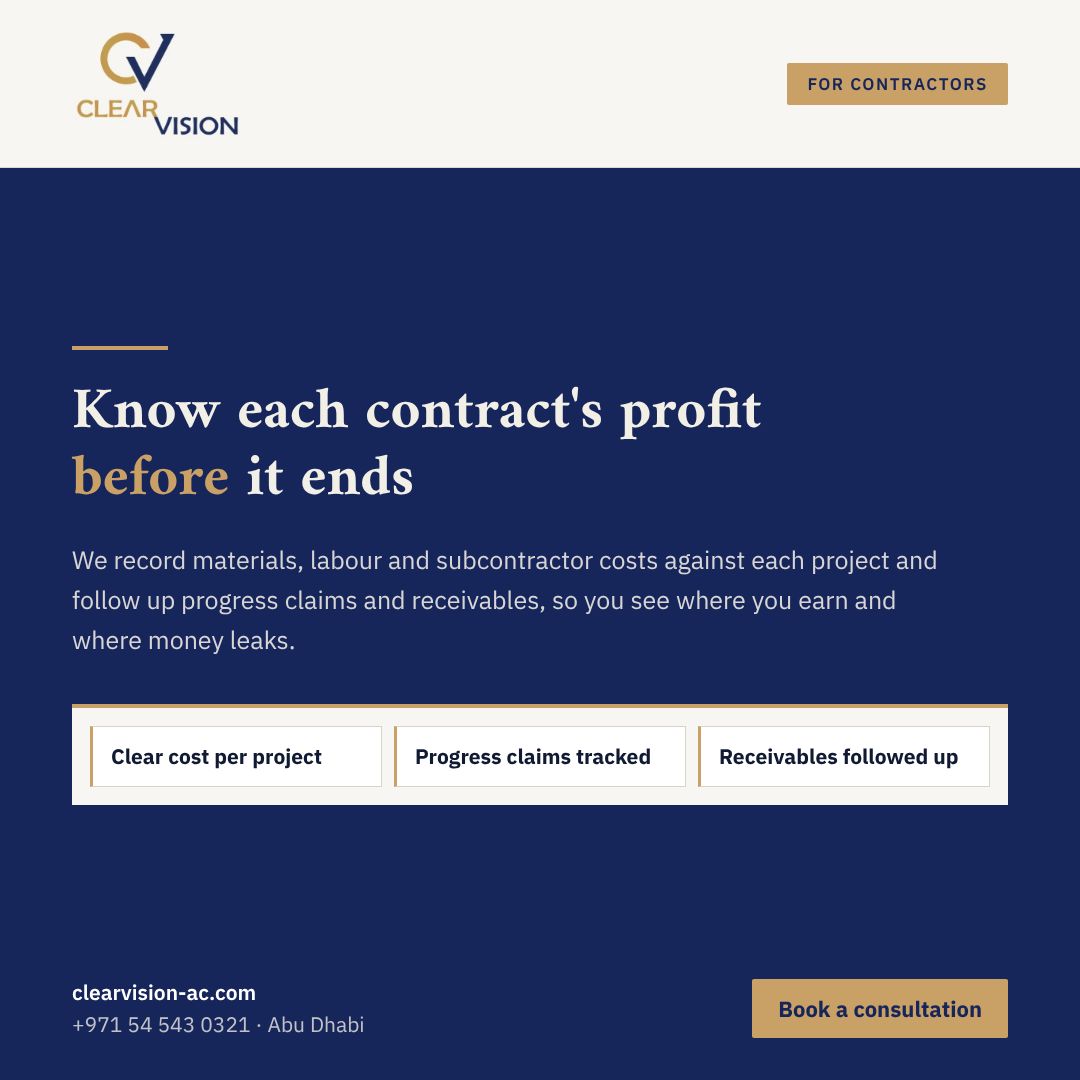 CLEAR
VISION
FOR CONTRACTORS
Know each contract's profit
before it ends
We record materials, labour and subcontractor costs against each project and
follow up progress claims and receivables, so you see where you earn and
where money leaks.
Clear cost per project
Progress claims tracked
Receivables followed up
clearvision-ac.com
+971 54 543 0321 · Abu Dhabi
Book a consultation